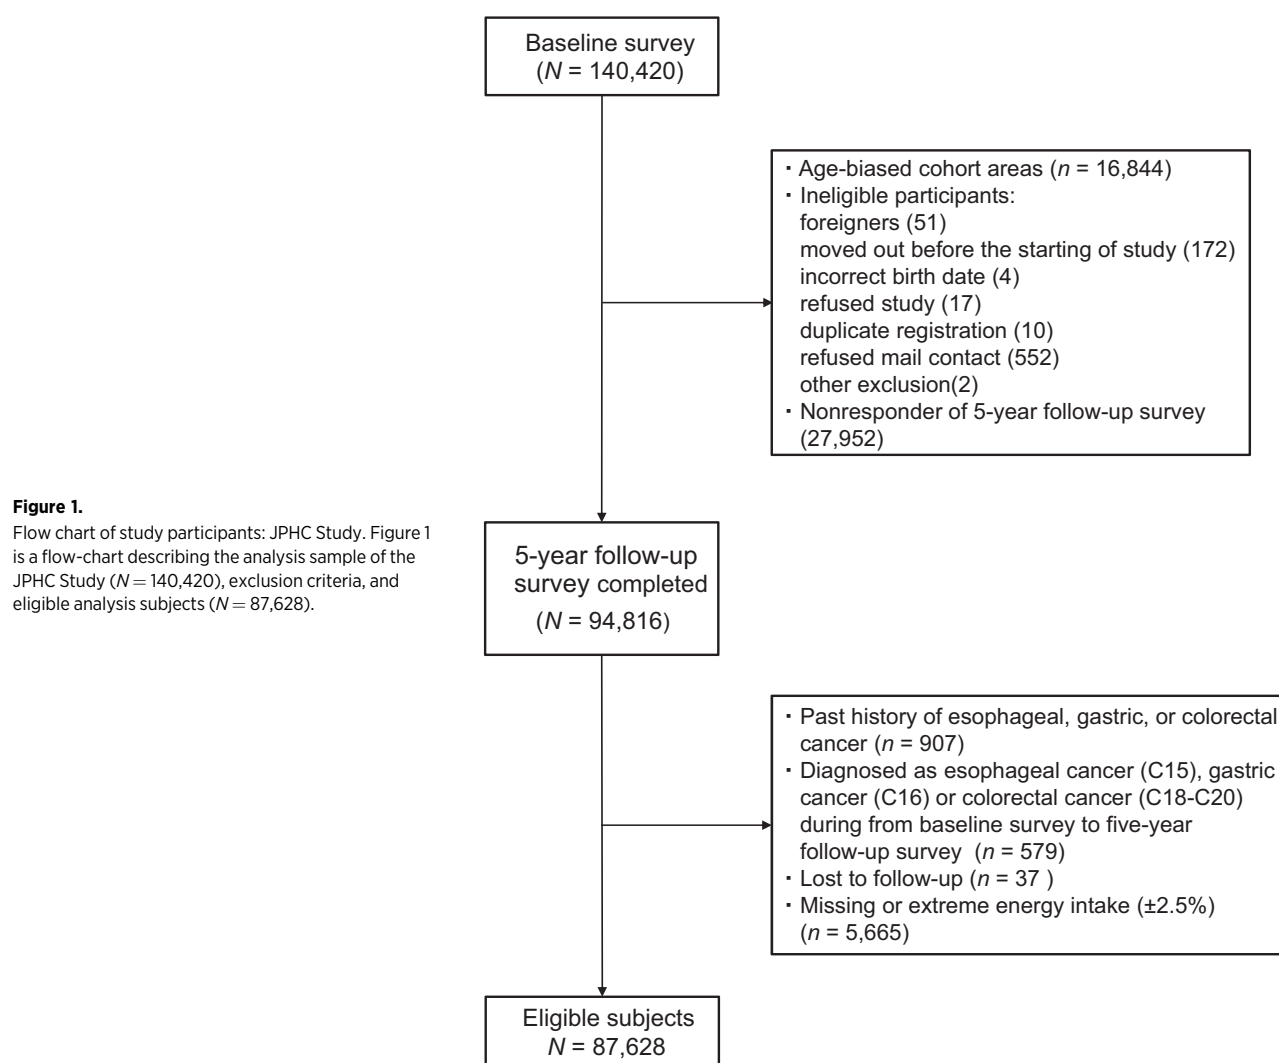 Baseline survey
(N = 140,420)
· Age-biased cohort areas (n = 16,844)
· Ineligible participants:
foreigners (51)
moved out before the starting of study (172)
incorrect birth date (4)
refused study (17)
duplicate registration (10)
refused mail contact (552)
other exclusion(2)
· Nonresponder of 5-year follow-up survey
(27,952)
Figure 1.
Flow chart of study participants: JPHC Study. Figure 1
is a flow-chart describing the analysis sample of the
JPHC Study (N = 140,420), exclusion criteria, and
eligible analysis subjects (N = 87,628).
5-year follow-up
survey completed
(N = 94,816)
· Past history of esophageal, gastric, or colorectal
cancer (n = 907)
· Diagnosed as esophageal cancer (C15), gastric
cancer (C16) or colorectal cancer (C18-C20)
during from baseline survey to five-year
follow-up survey (n = 579)
· Lost to follow-up (n = 37 )
· Missing or extreme energy intake (±2.5%)
(n = 5,665)
Eligible subjects
N = 87,628